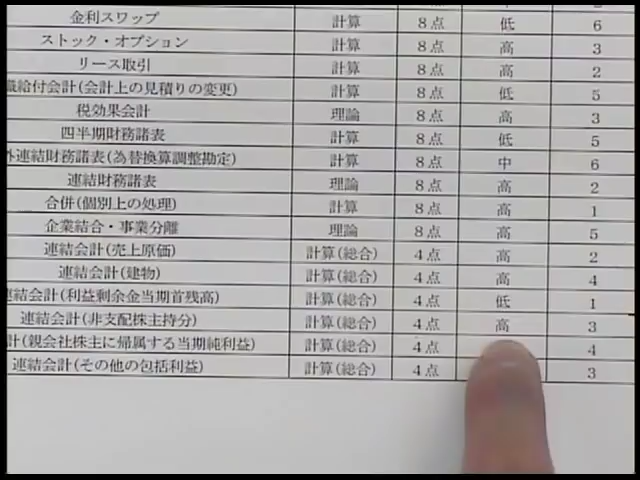 金利スワップ 計算 8点 低 6
ストック・オプション 計算 8点 高 3
リース取引 計算 8点 高 2
職給付会計(会計上の見積りの変更) 計算 8点 低 5
税効果会計 理論 8点 高 3
四半期財務諸表 計算 8点 低 5
外連結財務諸表(為替換算調整勘定) 計算 8点 中 6
連結財務諸表 理論 8点 高 2
合併(個別上の処理) 計算 8点 高 1
企業結合・事業分離 理論 8点 高 5
連結会計(売上原価) 計算(総合) 4点 高 2
連結会計(建物) 計算(総合) 4点 高 4
連結会計(利益剰余金当期首残高) 計算(総合) 4点 低 1
連結会計(非支配株主持分) 計算(総合) 4点 高 3
計(親会社株主に帰属する当期純利益) 計算(総合) 4点 4
連結会計(その他の包括利益) 計算(総合) 4点 3